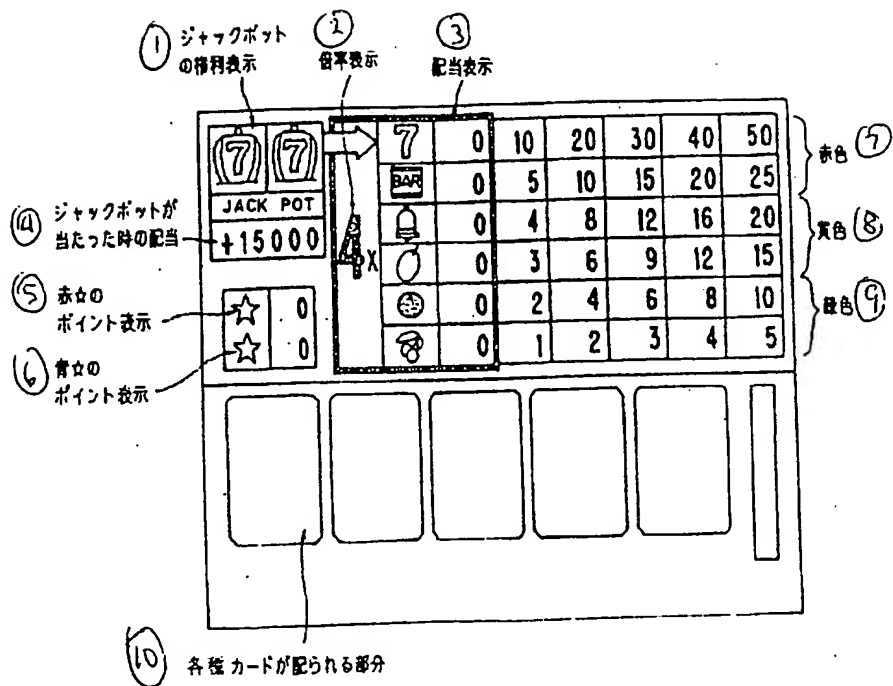 ① ジャックポット
の権利表示
② 倍率表示
③ 配当表示
7 7
JACK POT
+15000
7 0 10 20 30 40 50
BAR 0 5 10 15 20 25
0 4 8 12 16 20
X 0 3 6 9 12 15
0 2 4 6 8 10
0 1 2 3 4 5
赤色 ⑦
黄色 ⑧
緑色 ⑨
④ ジャックポットが
当たった時の配当
⑤ 赤☆の
ポイント表示
☆ 0
⑥ 青☆の
ポイント表示
☆ 0
⑩ 各種カードが配られる部分